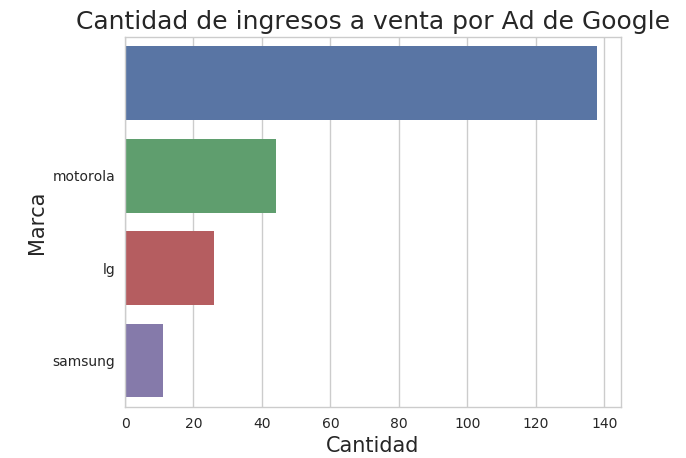 Cantidad de ingresos a venta por Ad de Google
Marca
motorola
lg
samsung
0 20 40 60 80 100 120 140
Cantidad